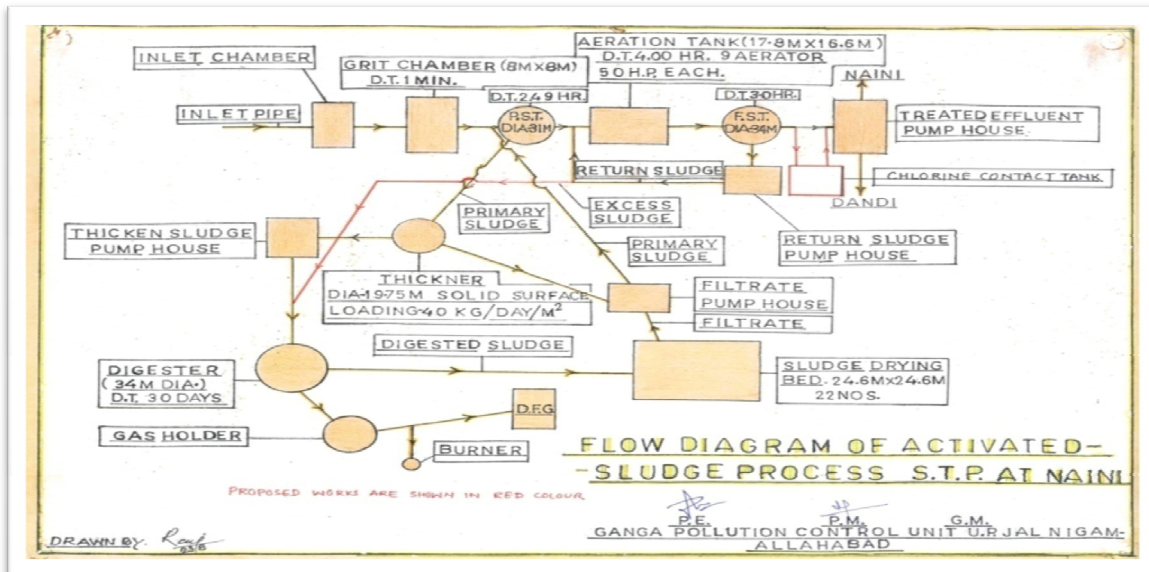 INLET CHAMBER
GRIT CHAMBER (8M×8M)
D.T. 1 MIN.
AERATION TANK (17·8M×16·6M)
D.T. 4.00 HR. 9 AERATOR
50 H.P. EACH.
NAINI
D.T. 2.49 HR.
D.T. 3.0 HR.
INLET PIPE
P.S.T.
DIA-31M
F.S.T.
DIA-34M
TREATED EFFLUENT
PUMP HOUSE
RETURN SLUDGE
CHLORINE CONTACT TANK
DANDI
PRIMARY
SLUDGE
EXCESS
SLUDGE
THICKEN SLUDGE
PUMP HOUSE
PRIMARY
SLUDGE
RETURN SLUDGE
PUMP HOUSE
THICKNER
DIA-19·75M SOLID SURFACE
LOADING-40 KG/DAY/M²
FILTRATE
PUMP HOUSE
FILTRATE
DIGESTED SLUDGE
DIGESTER
(34M DIA.)
D.T. 30 DAYS
SLUDGE DRYING
BED. 24.6M×24.6M
22 NOS.
D.F.G.
GAS HOLDER
BURNER
FLOW DIAGRAM OF ACTIVATED-
-SLUDGE PROCESS S.T.P. AT NAINI
PROPOSED WORKS ARE SHOWN IN RED COLOUR
P.E. P.M. G.M.
GANGA POLLUTION CONTROL UNIT U.P. JAL NIGAM-
ALLAHABAD
DRAWN BY.